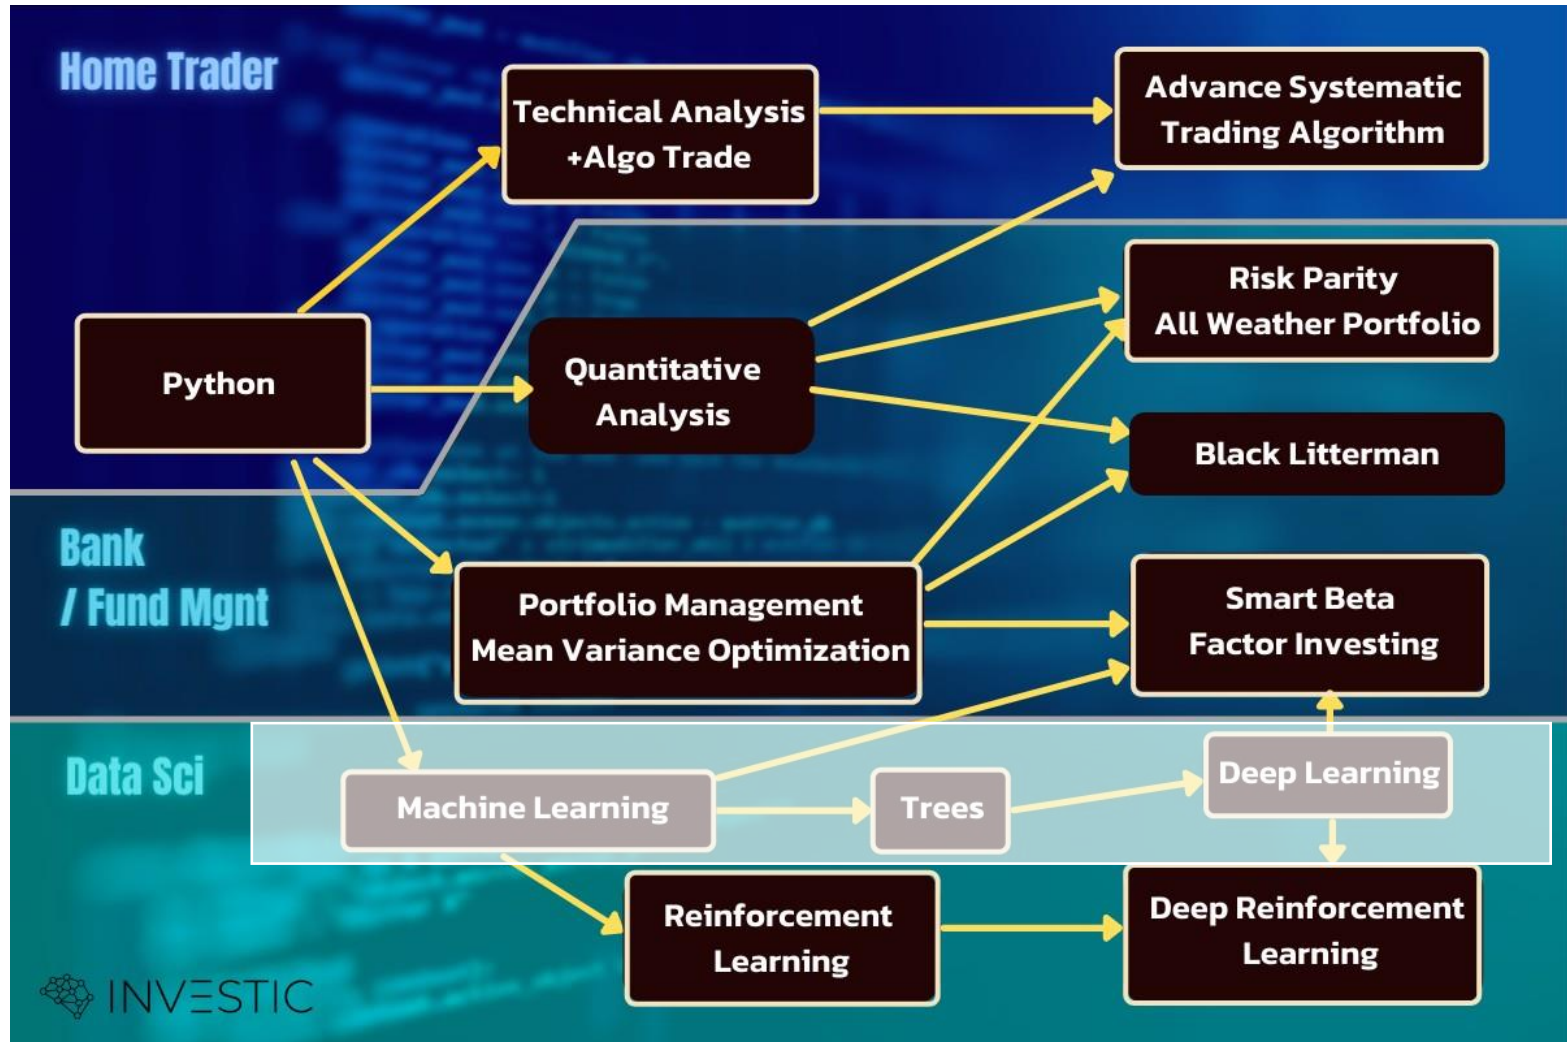 Home Trader
Technical Analysis
+Algo Trade
Advance Systematic
Trading Algorithm
Risk Parity
All Weather Portfolio
Python
Quantitative
Analysis
Black Litterman
Bank
/ Fund Mgnt
Portfolio Management
Mean Variance Optimization
Smart Beta
Factor Investing
Data Sci
Machine Learning
Trees
Deep Learning
Reinforcement
Learning
Deep Reinforcement
Learning
INVESTIC